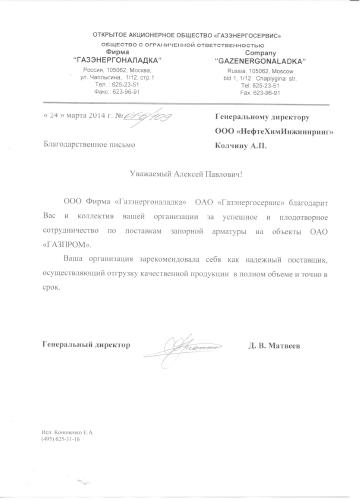 ОТКРЫТОЕ АКЦИОНЕРНОЕ ОБЩЕСТВО «ГАЗЭНЕРГОСЕРВИС»
ОБЩЕСТВО С ОГРАНИЧЕННОЙ ОТВЕТСТВЕННОСТЬЮ
Фирма
"ГАЗЭНЕРГОНАЛАДКА"
Россия, 105062, Москва,
ул. Чаплыгина, 1/12, стр.1
Тел.: 625-23-51
Факс: 623-96-91
Company
"GAZENERGONALADKA"
Russia, 105062, Moscow
bld 1, 1/12 Chaplygina str.
Tel: 625-23-51
Fax: 623-96-91
« 24 » марта 2014 г. №
Генеральному директору
ООО «НефтеХимИнжиниринг»
Колчину А.П.
Благодарственное письмо
Уважаемый Алексей Павлович!
ООО Фирма «Газэнергоналадка» ОАО «Газэнергосервис» благодарит
Вас и коллектив вашей организации за успешное и плодотворное
сотрудничество по поставкам запорной арматуры на объекты ОАО
«ГАЗПРОМ».
Ваша организация зарекомендовала себя как надежный поставщик,
осуществляющий отгрузку качественной продукции в полном объеме и точно в
срок.
Генеральный директор
Д. В. Матвеев
Исп. Кононенко Е.А.
(495) 625-31-16